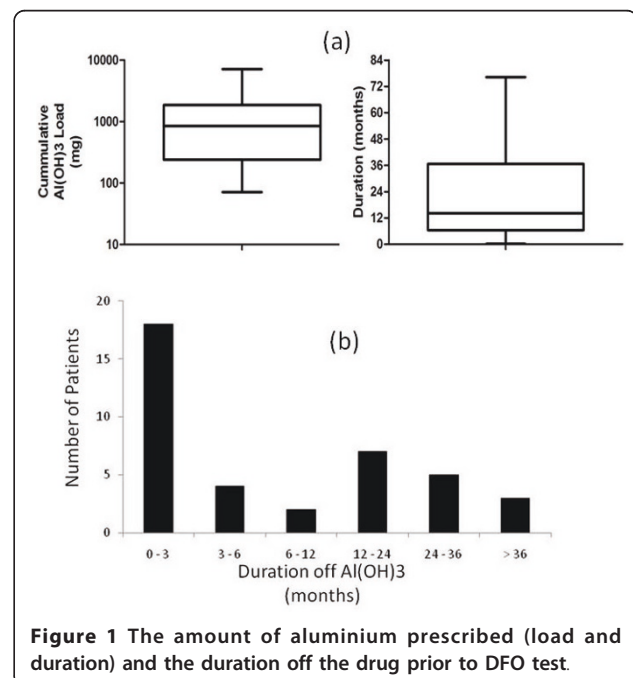 (a)
Cummulative
Al(OH)3 Load
(mg)
10000
1000
100
10
Duration (months)
84
72
60
48
36
24
12
0
(b)
Number of Patients
20
15
10
5
0
0 - 3
3 - 6
6 - 12
12 - 24
24 - 36
> 36
Duration off Al(OH)3
(months)
Figure 1 The amount of aluminium prescribed (load and
duration) and the duration off the drug prior to DFO test.